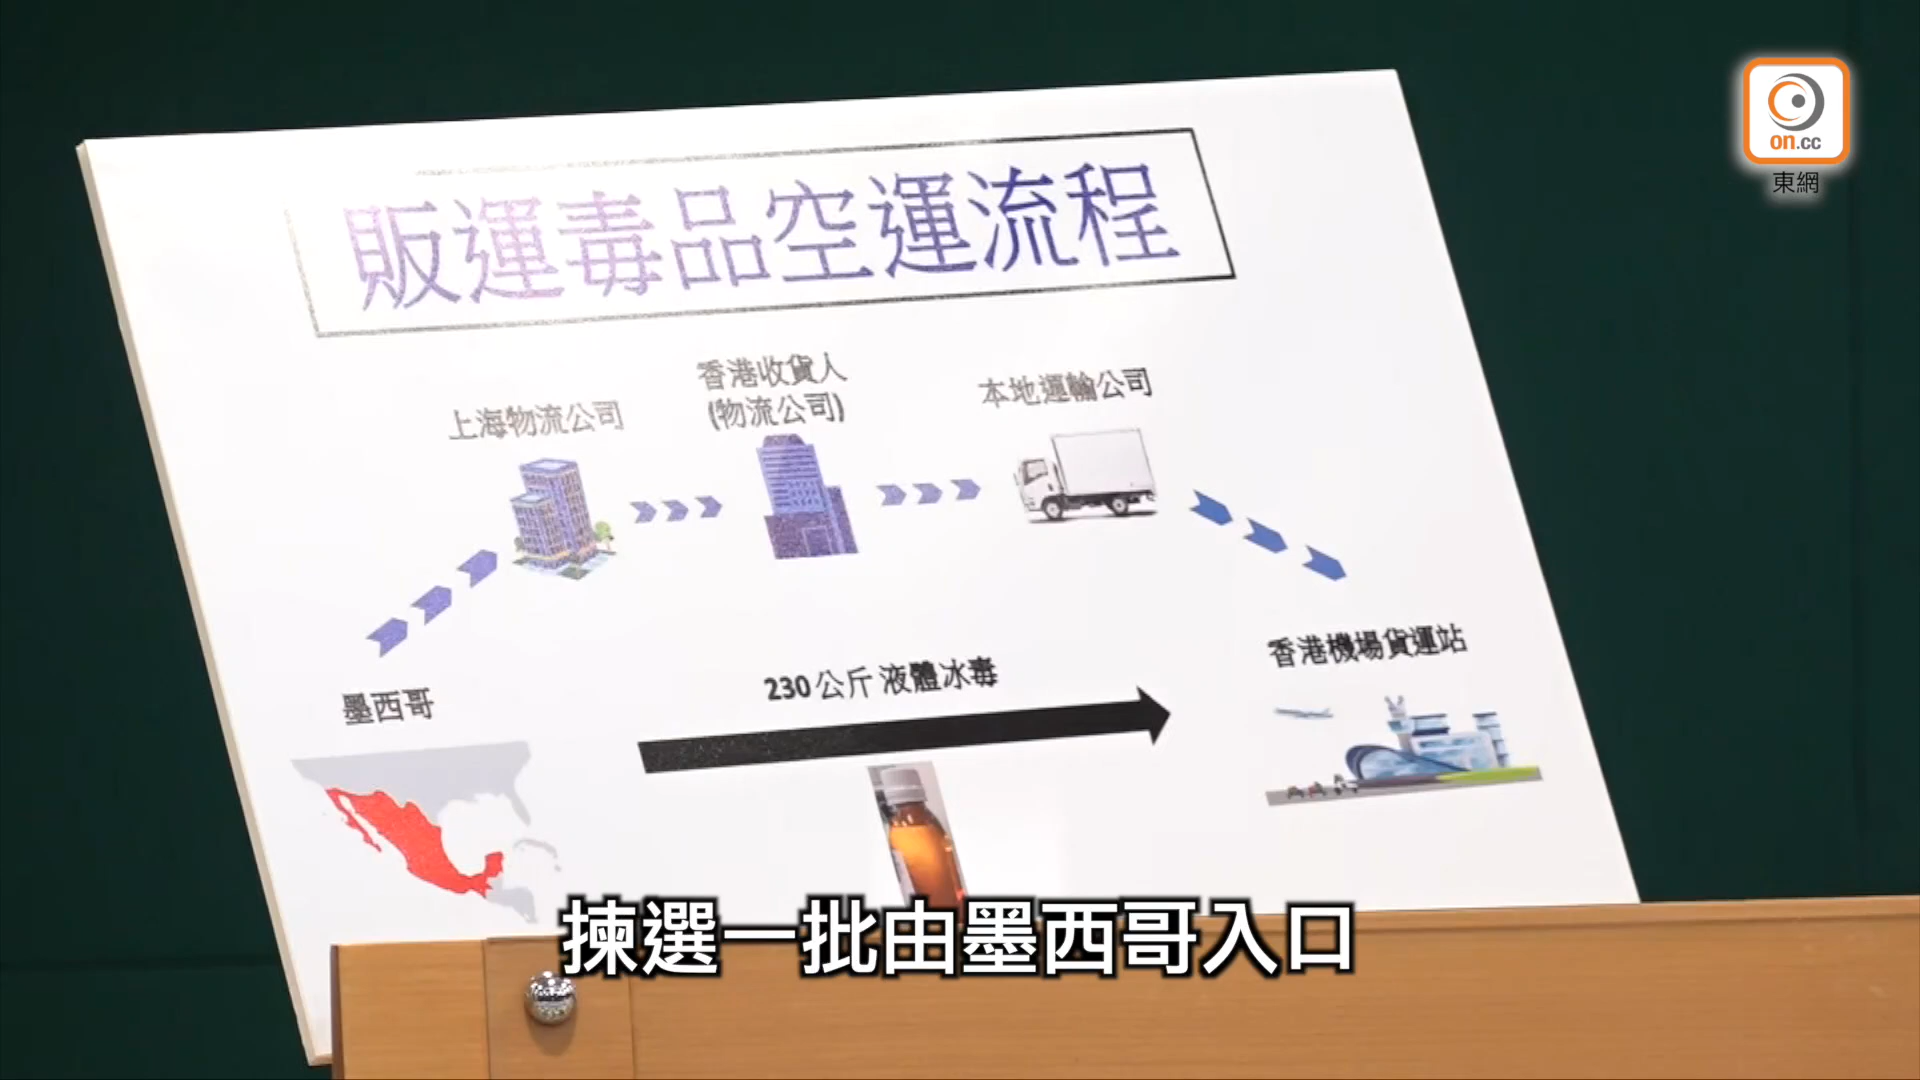 on.cc
東網
販運毒品空運流程
上海物流公司
香港收貨人
(物流公司)
本地運輸公司
墨西哥
230公斤 液體冰毒
香港機場貨運站
揀選一批由墨西哥入口